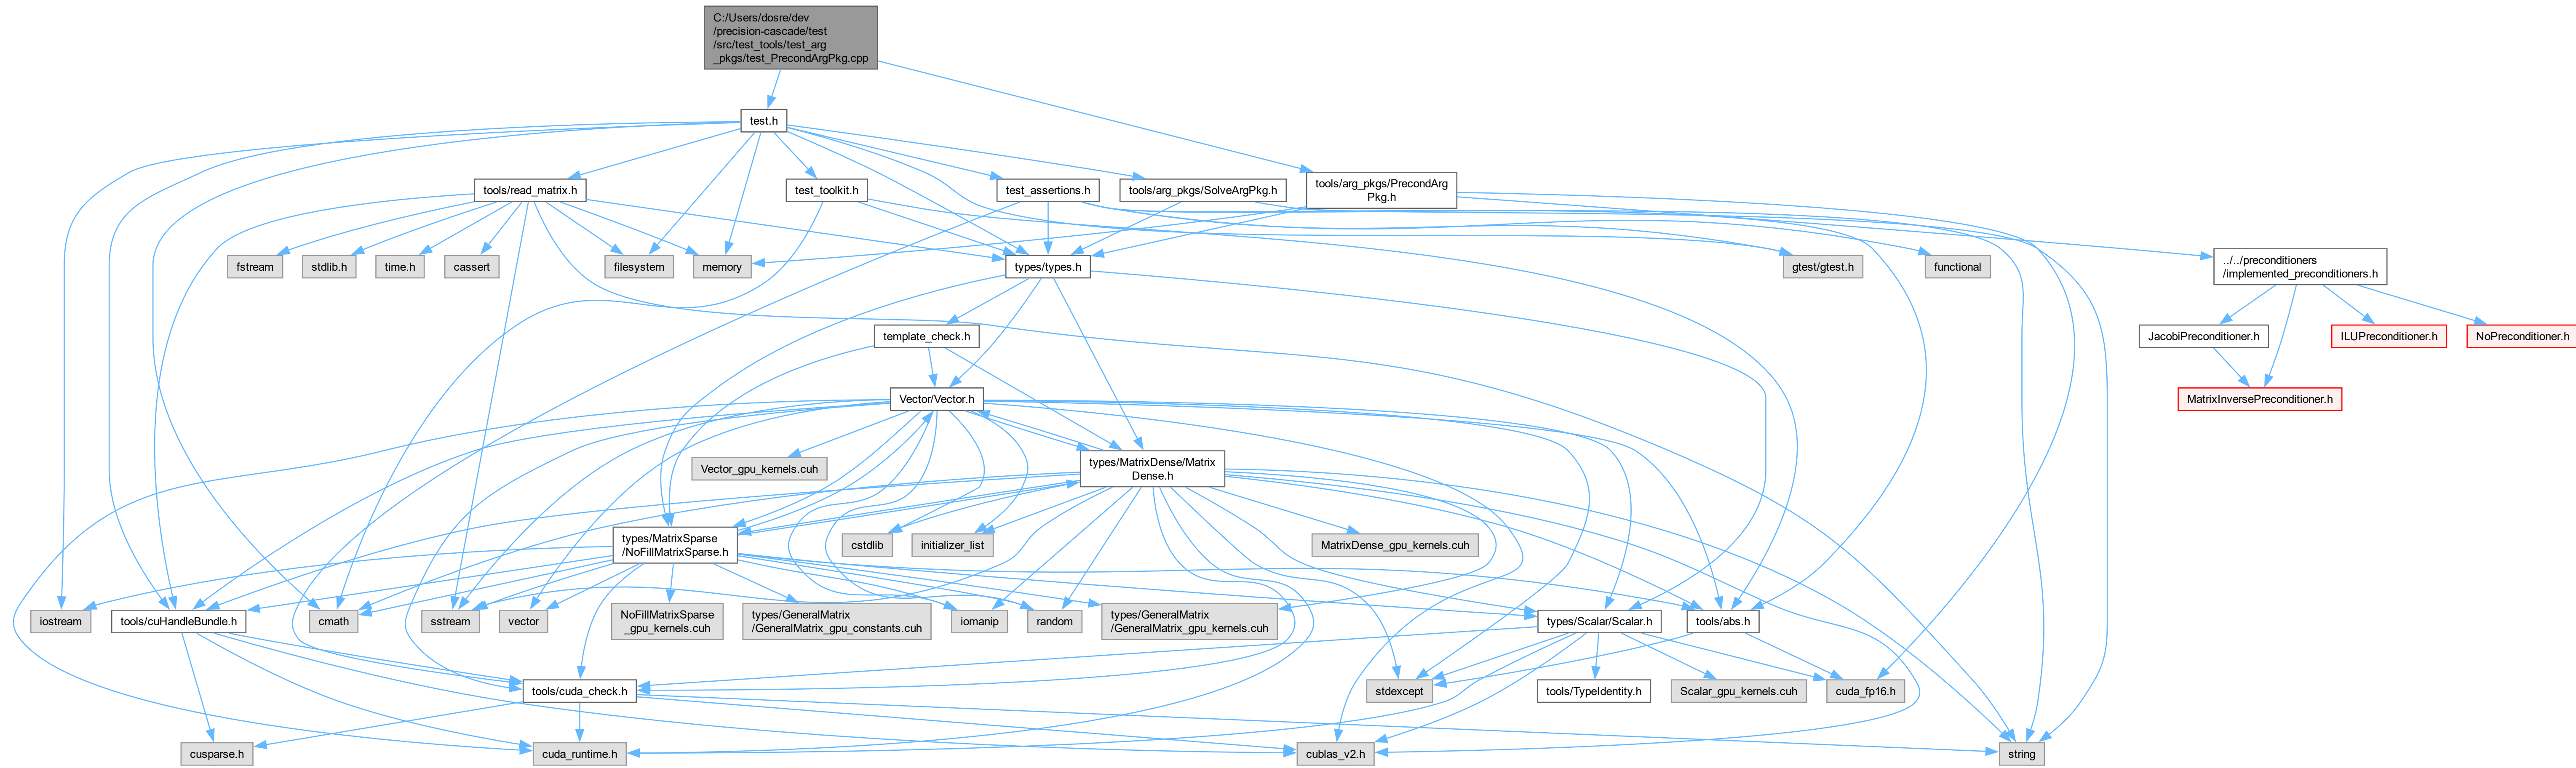 C:/Users/dosre/dev
/precision-cascade/test
/src/test_tools/test_arg
_pkgs/test_PrecondArgPkg.cpp
test.h
tools/read_matrix.h
test_toolkit.h
test_assertions.h
tools/arg_pkgs/SolveArgPkg.h
tools/arg_pkgs/PrecondArg
Pkg.h
fstream
stdlib.h
time.h
cassert
filesystem
memory
types/types.h
gtest/gtest.h
functional
../../preconditioners
/implemented_preconditioners.h
template_check.h
JacobiPreconditioner.h
ILUPreconditioner.h
NoPreconditioner.h
Vector/Vector.h
MatrixInversePreconditioner.h
Vector_gpu_kernels.cuh
types/MatrixDense/Matrix
Dense.h
types/MatrixSparse
/NoFillMatrixSparse.h
cstdlib
initializer_list
MatrixDense_gpu_kernels.cuh
iostream
tools/cuHandleBundle.h
cmath
sstream
vector
NoFillMatrixSparse
_gpu_kernels.cuh
types/GeneralMatrix
/GeneralMatrix_gpu_constants.cuh
iomanip
random
types/GeneralMatrix
/GeneralMatrix_gpu_kernels.cuh
types/Scalar/Scalar.h
tools/abs.h
tools/cuda_check.h
stdexcept
tools/TypeIdentity.h
Scalar_gpu_kernels.cuh
cuda_fp16.h
cusparse.h
cuda_runtime.h
cublas_v2.h
string